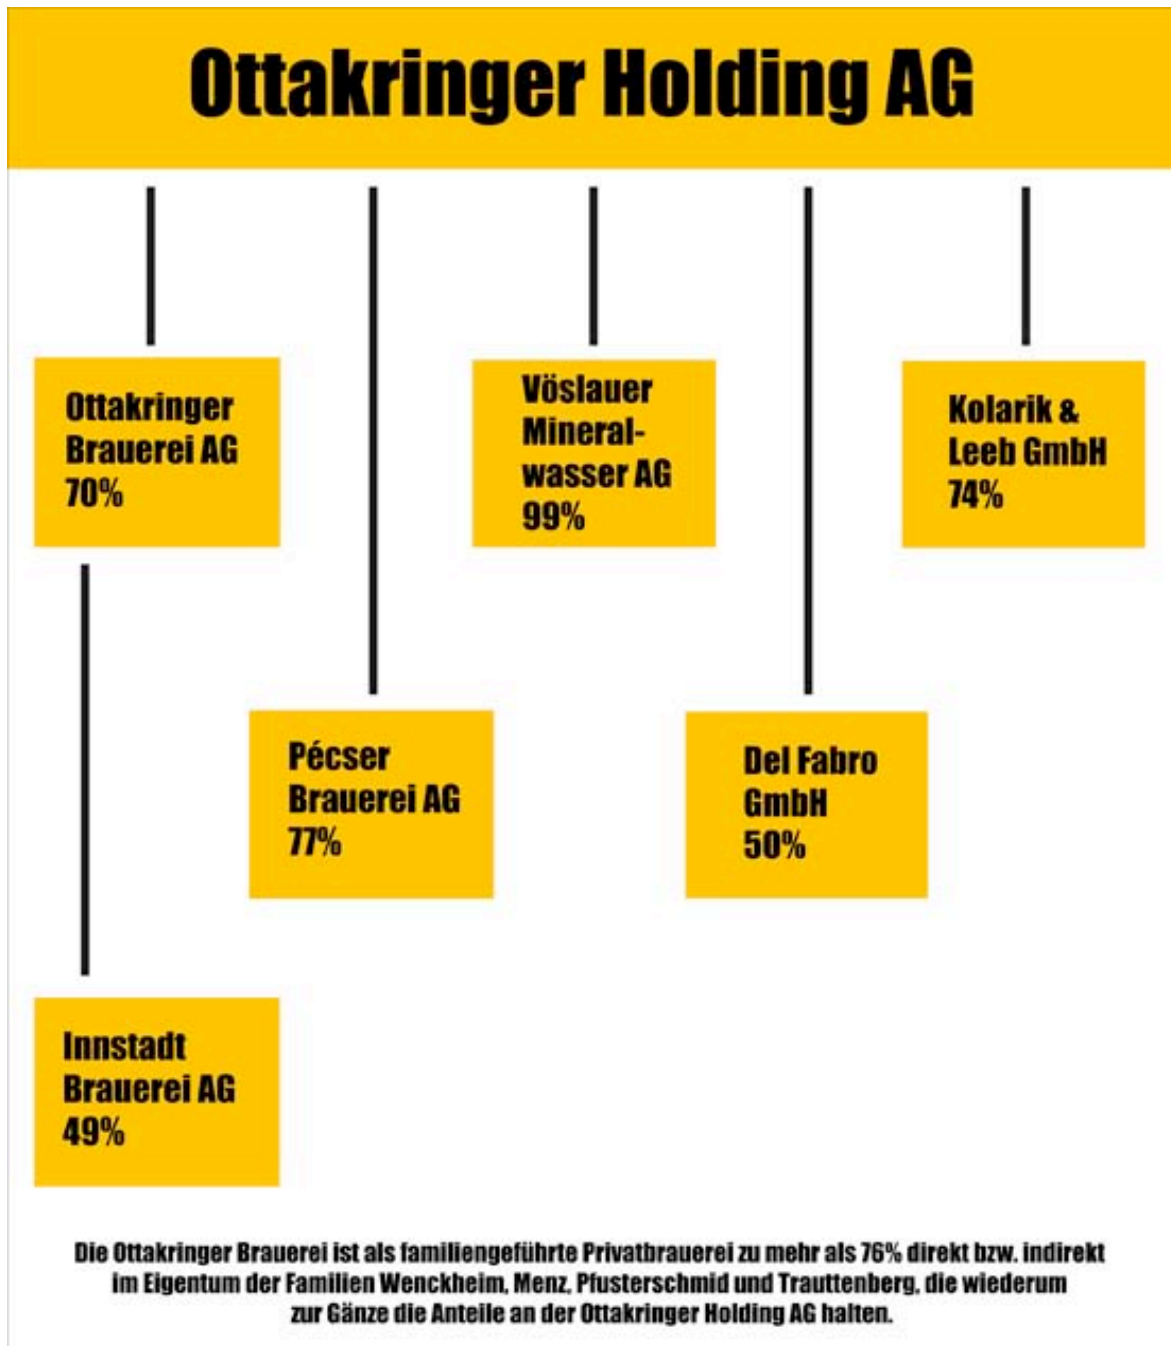 Ottakringer Holding AG
Ottakringer
Brauerei AG
70%
Vöslauer
Mineral-
wasser AG
99%
Kolarik &
Leeb GmbH
74%
Pécser
Brauerei AG
77%
Del Fabro
GmbH
50%
Innstadt
Brauerei AG
49%
Die Ottakringer Brauerei ist als familiengeführte Privatbrauerei zu mehr als 76% direkt bzw. indirekt
im Eigentum der Familien Wenckheim, Menz, Pfusterschmid und Trauttenberg, die wiederum
zur Gänze die Anteile an der Ottakringer Holding AG halten.